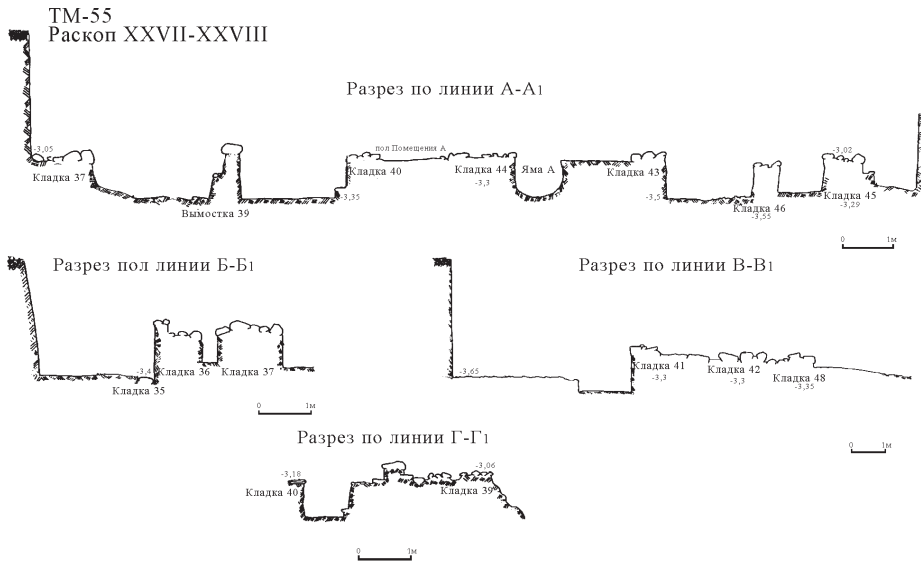 ТМ-55
Раскоп XXVII-XXVIII
Разрез по линии А-А1
-3,05
Кладка 37
Вымостка 39
-3,35
пол Помещения А
Кладка 40
Кладка 44
-3,3
Яма А
Кладка 43
-3,5
Кладка 46
-3,55
-3,02
Кладка 45
-3,29
0 1м
Разрез пол линии Б-Б1
-3,4
Кладка 35
Кладка 36
Кладка 37
0 1м
Разрез по линии В-В1
-3,65
Кладка 41
-3,3
Кладка 42
-3,3
Кладка 48
-3,35
0 1м
Разрез по линии Г-Г1
-3,18
Кладка 40
-3,06
Кладка 39
0 1м